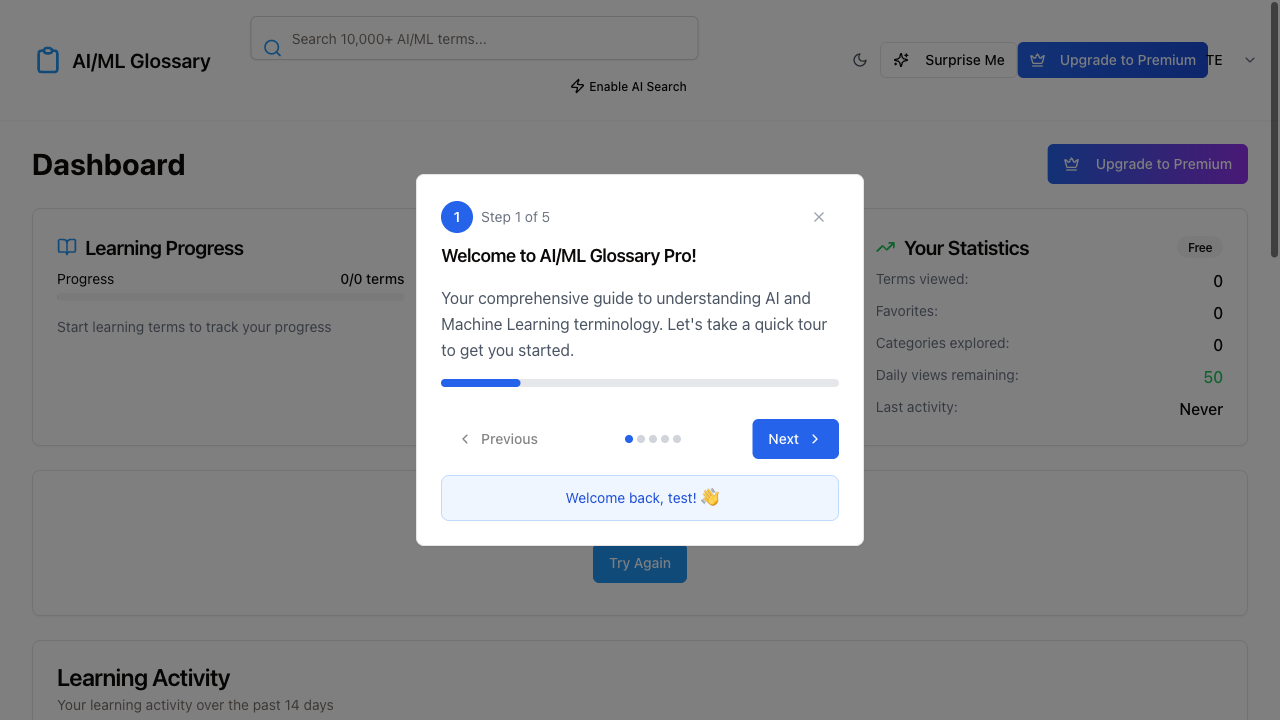 AI/ML Glossary
Search 10,000+ AI/ML terms...
Enable AI Search
Surprise Me
Upgrade to Premium
TE
Dashboard
Upgrade to Premium
Learning Progress
Progress
0/0 terms
Start learning terms to track your progress
1
Step 1 of 5
Welcome to AI/ML Glossary Pro!
Your comprehensive guide to understanding AI and
Machine Learning terminology. Let's take a quick tour
to get you started.
Previous
Next
Welcome back, test! 👋
Your Statistics
Free
Terms viewed:
0
Favorites:
0
Categories explored:
0
Daily views remaining:
50
Last activity:
Never
Try Again
Learning Activity
Your learning activity over the past 14 days